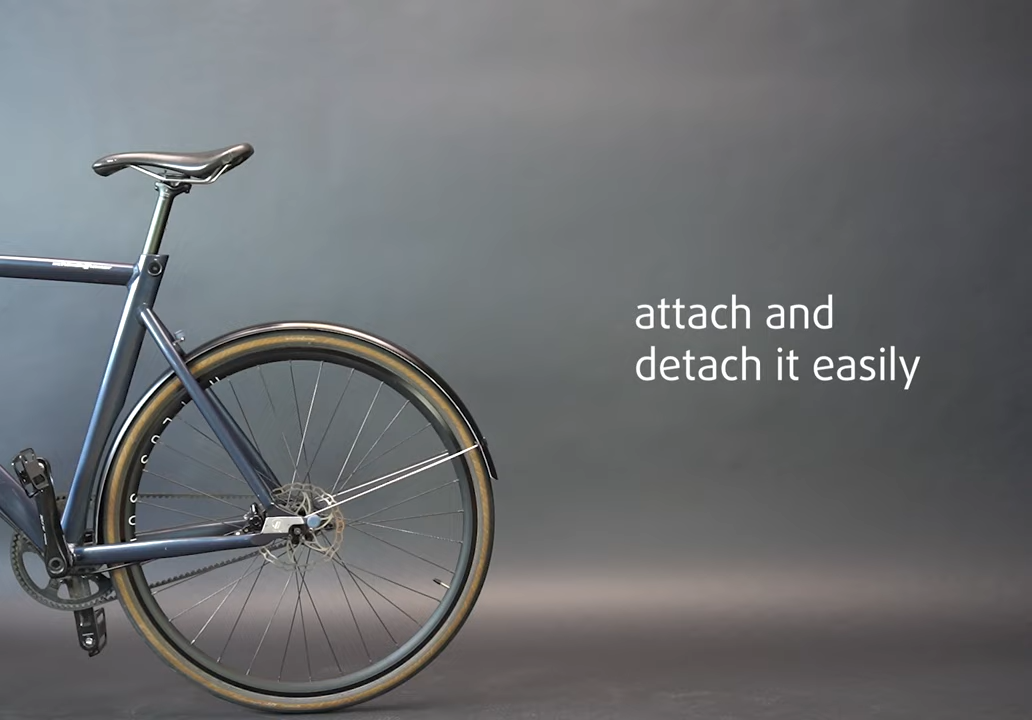 attach and
detach it easily